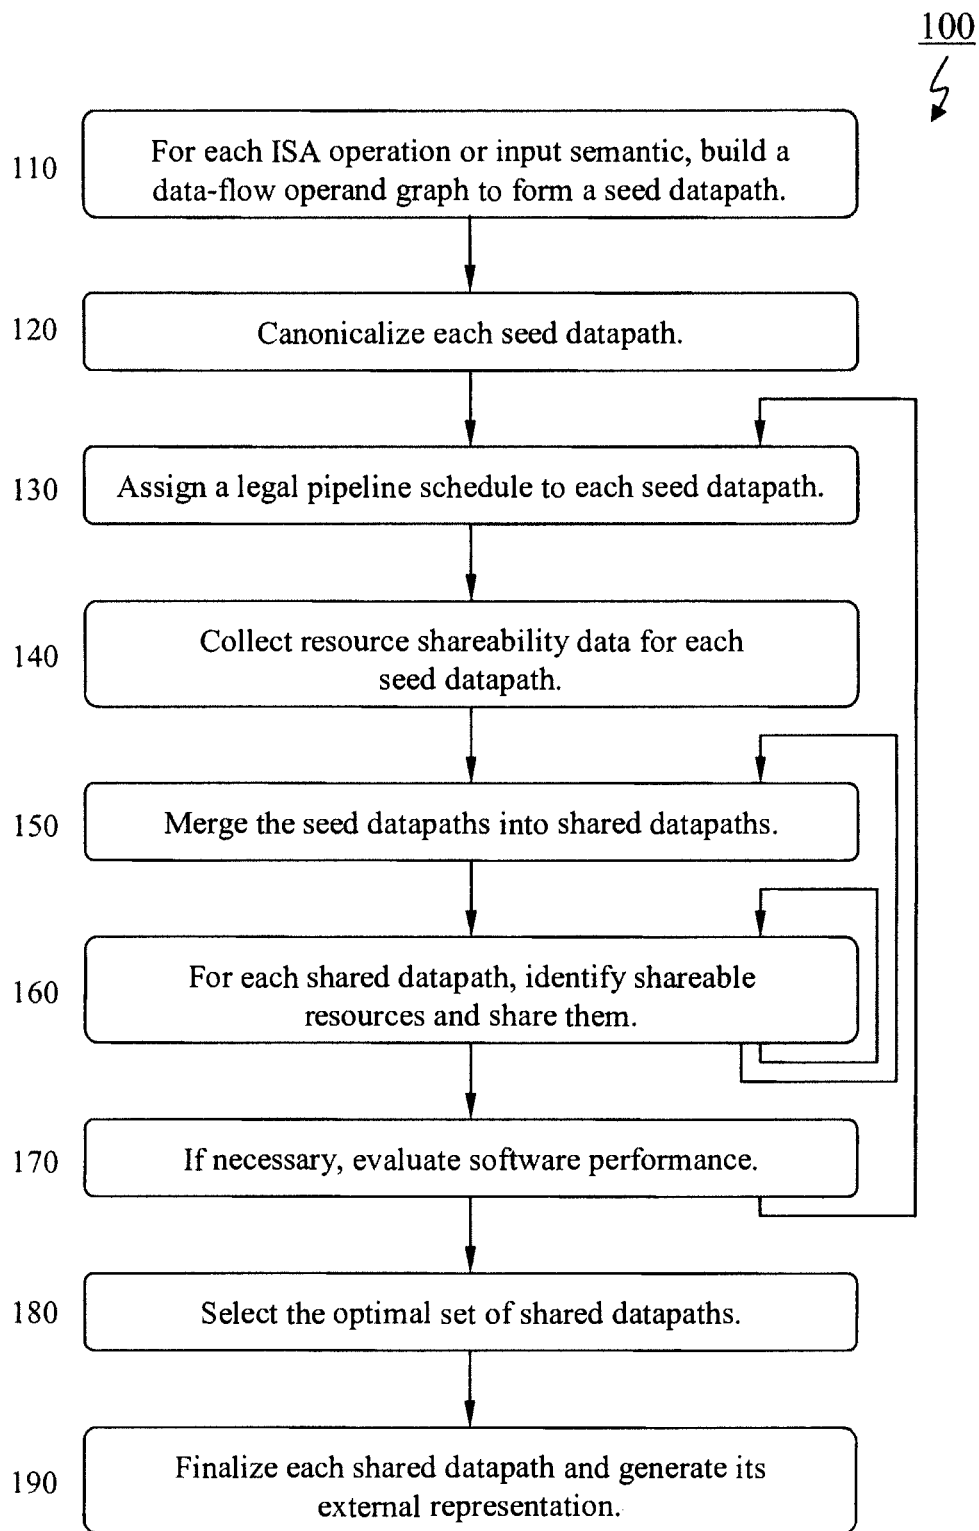 100
110
For each ISA operation or input semantic, build a
data-flow operand graph to form a seed datapath.
120
Canonicalize each seed datapath.
130
Assign a legal pipeline schedule to each seed datapath.
140
Collect resource shareability data for each
seed datapath.
150
Merge the seed datapaths into shared datapaths.
160
For each shared datapath, identify shareable
resources and share them.
170
If necessary, evaluate software performance.
180
Select the optimal set of shared datapaths.
190
Finalize each shared datapath and generate its
external representation.